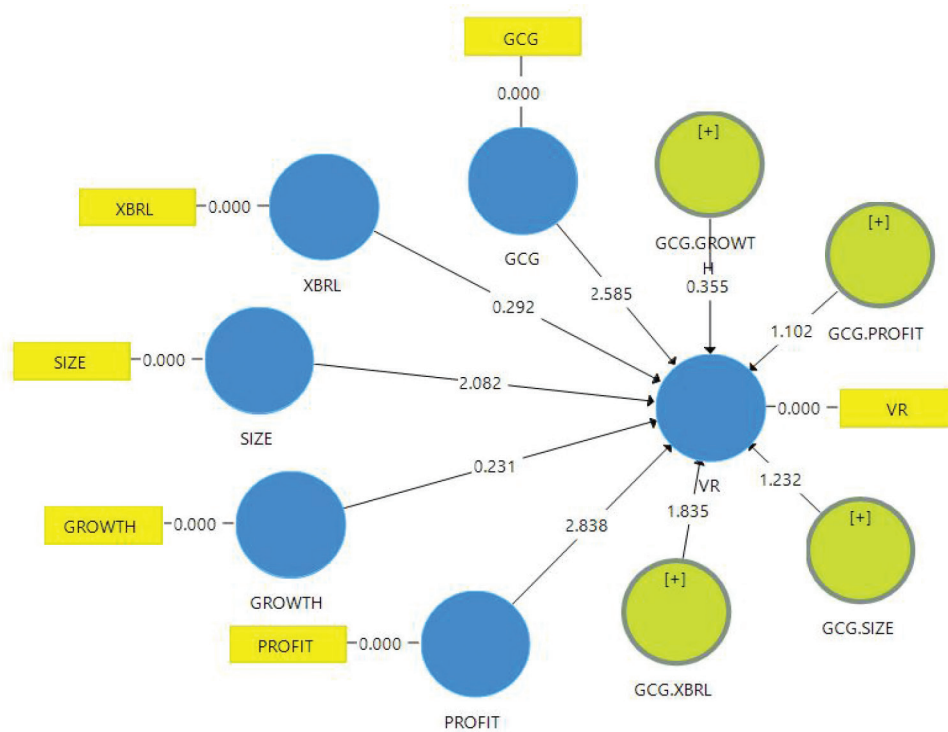 GCG
0.000
[+]
XBRL
0.000
[+]
GCG
GCG.GROWT
H
XBRL
0.355
2.585
0.292
1.102
GCG.PROFIT
SIZE
0.000
2.082
0.000
VR
SIZE
0.231
VR
1.232
GROWTH
0.000
2.838
1.835
[+]
[+]
GROWTH
GCG.SIZE
PROFIT
0.000
GCG.XBRL
PROFIT